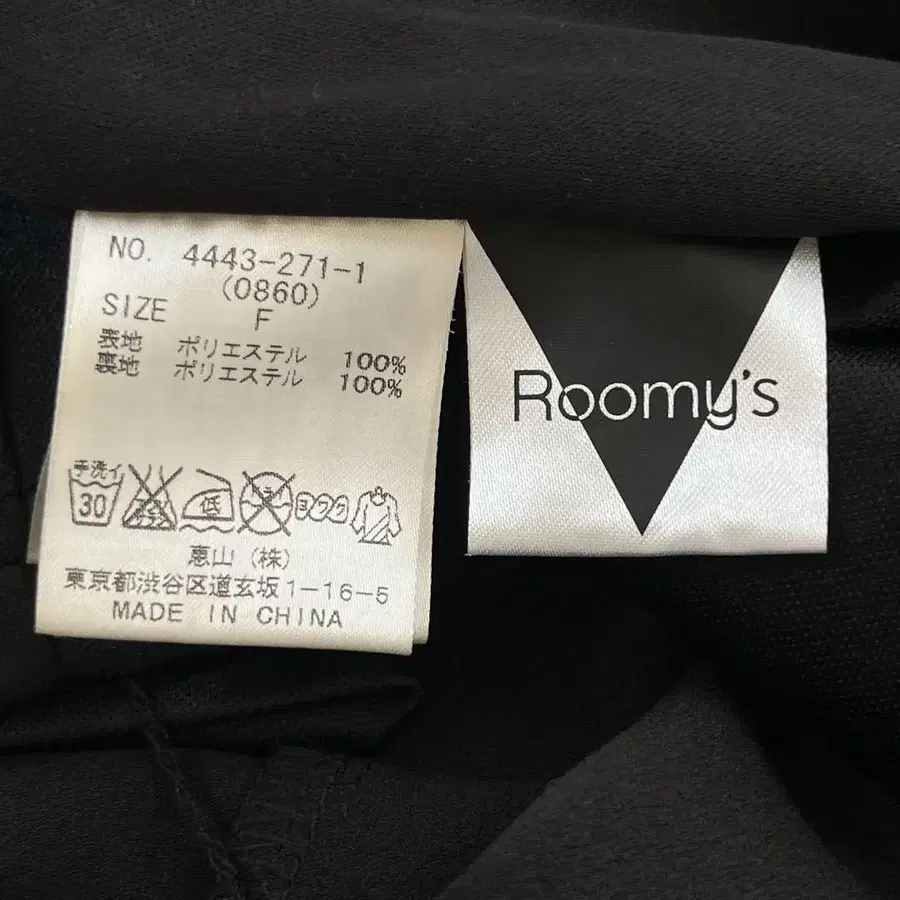 NO. 4443-271-1
(0860)
SIZE F
表地 ポリエステル 100%
裏地 ポリエステル 100%
手洗イ
30 低 ヨワク
恵山 (株)
東京都渋谷区道玄坂1-16-5
MADE IN CHINA
Roomy's